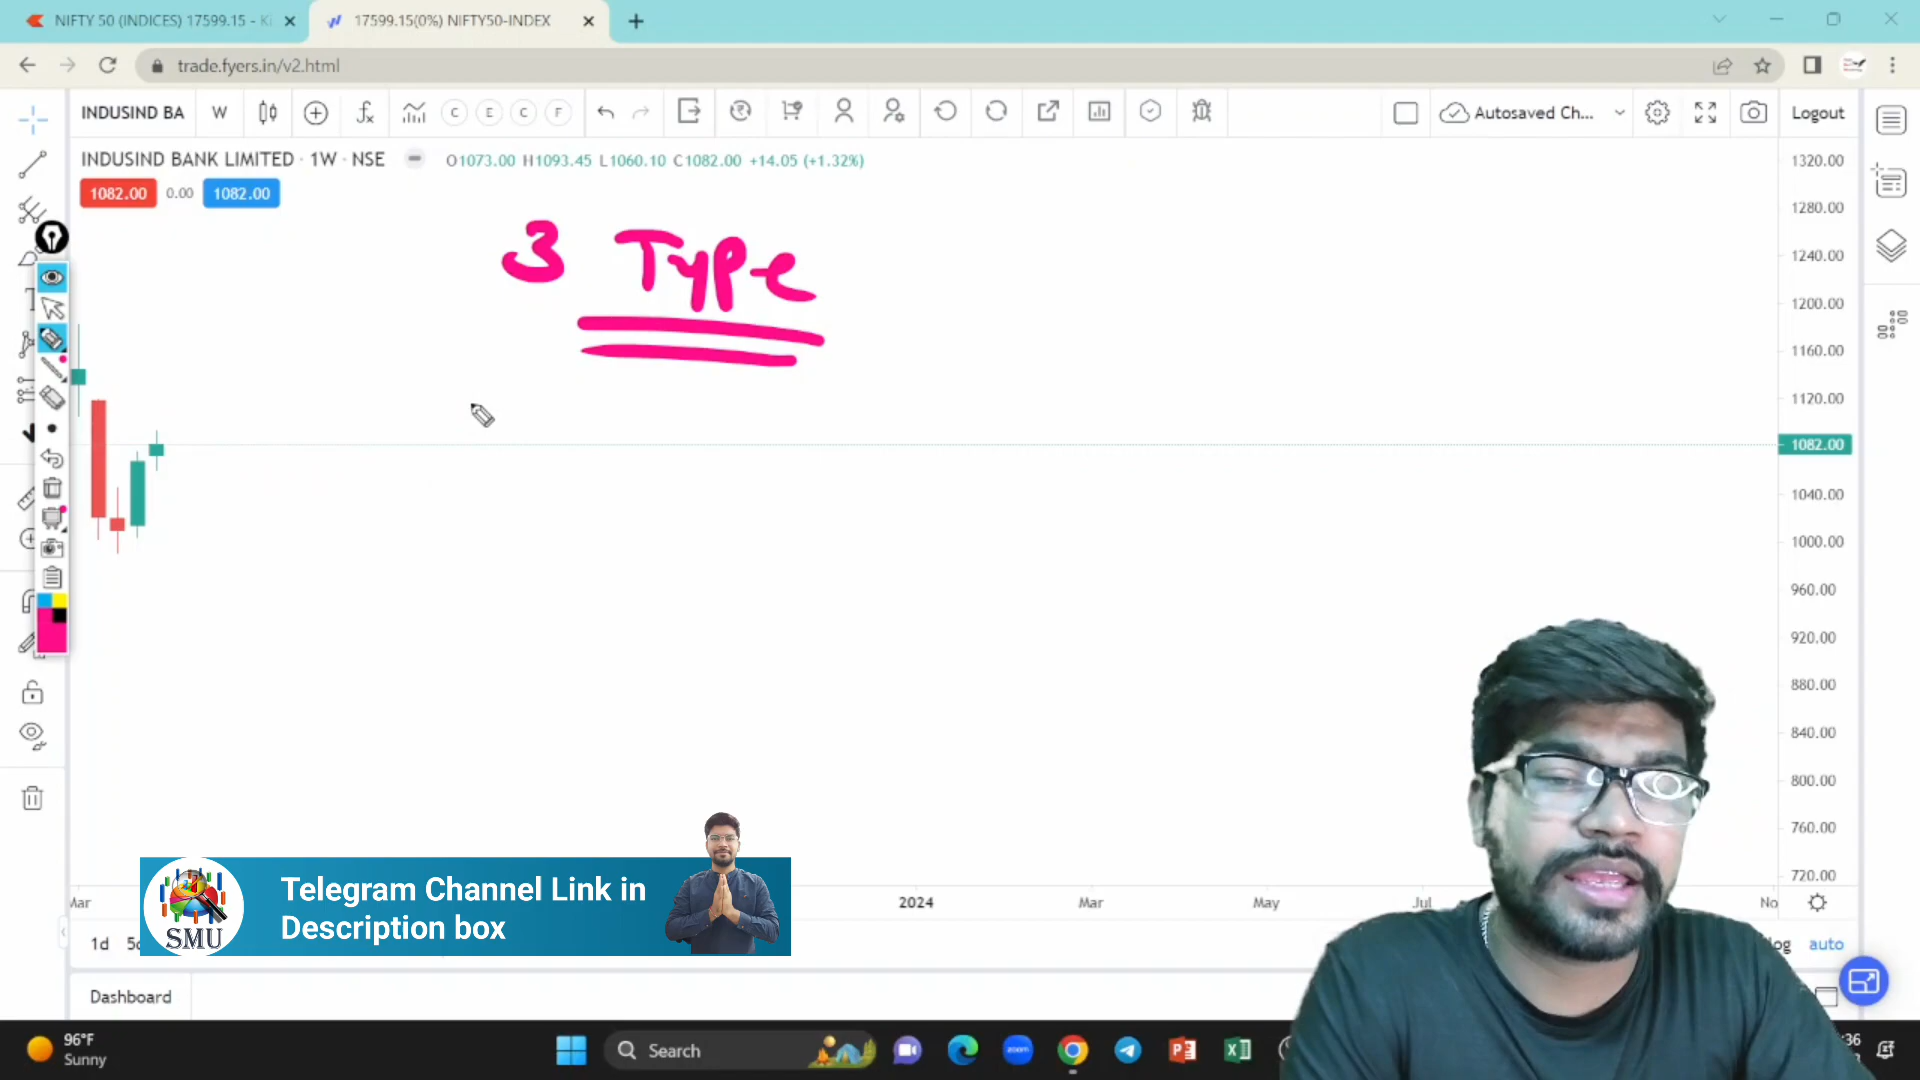 NIFTY 50 (INDICES) 17599.15 - Ki
17599.15(0%) NIFTY50-INDEX
trade.fyers.in/v2.html
INDUSIND BA W C E C F Autosaved Ch... Logout
INDUSIND BANK LIMITED · 1W · NSE O1073.00 H1093.45 L1060.10 C1082.00 +14.05 (+1.32%)
1082.00 0.00 1082.00
3 Type
1320.00
1280.00
1240.00
1200.00
1160.00
1120.00
1082.00
1040.00
1000.00
960.00
920.00
880.00
840.00
800.00
760.00
720.00
Mar 2024 Mar May Jul No
SMU
Telegram Channel Link in
Description box
1d log auto
Dashboard
96°F
Sunny
Search
zoom